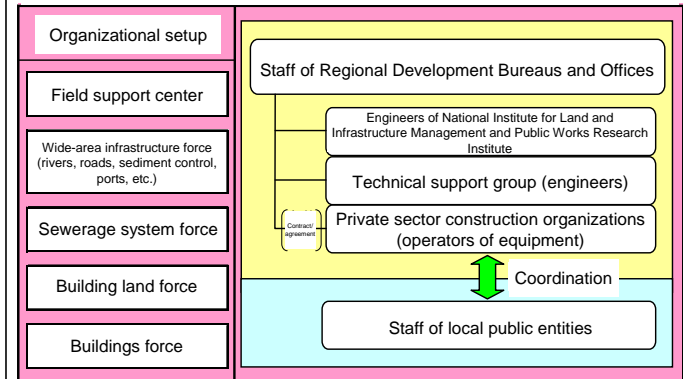 Organizational setup
Field support center
Wide-area infrastructure force
(rivers, roads, sediment control,
ports, etc.)
Sewerage system force
Building land force
Buildings force
Staff of Regional Development Bureaus and Offices
Engineers of National Institute for Land and
Infrastructure Management and Public Works Research
Institute
Technical support group (engineers)
Contract/
agreement
Private sector construction organizations
(operators of equipment)
Coordination
Staff of local public entities